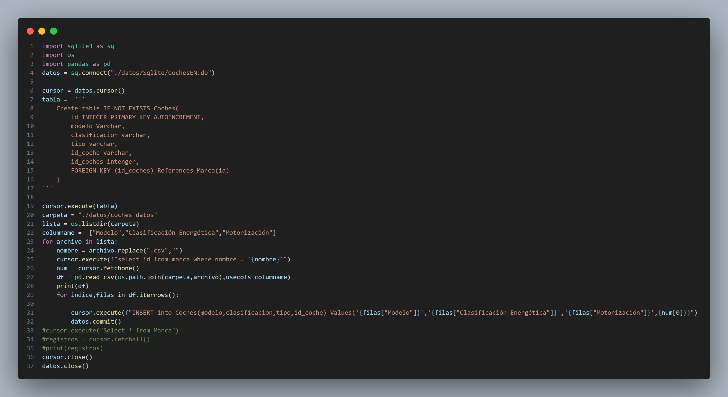 1 import sqlite3 as sq
2 import os
3 import pandas as pd
4 datos = sq.connect("./datos/Sqlite/CochesEN.db")
5
6 cursor = datos.cursor()
7 tabla = '''
8 Create table IF NOT EXISTS Coches(
9 id INTEGER PRIMARY KEY AUTOINCREMENT,
10 modelo Varchar,
11 clasificacion varchar,
12 tipo varchar,
13 id_coche varchar,
14 id_coches intenger,
15 FOREIGN KEY (id_coches) References Marca(id)
16 )
17 '''
18
19 cursor.execute(tabla)
20 carpeta = "./datos/coches_datos"
21 lista = os.listdir(carpeta)
22 columname = ["Modelo","Clasificación Energética","Motorización"]
23 for archivo in lista:
24 nombre = archivo.replace(".csv","")
25 cursor.execute(f"select id from marca where nombre = '{nombre}'")
26 num = cursor.fetchone()
27 df = pd.read_csv(os.path.join(carpeta,archivo),usecols=columname)
28 print(df)
29 for indice,filas in df.iterrows():
30
31 cursor.execute(f"INSERT into Coches(modelo,clasificacion,tipo,id_coche) Values('{filas["Modelo"]}','{filas["Clasificación Energética"]}','{filas["Motorización"]}',{num[0]})")
32 datos.commit()
33 #cursor.execute("Select * from Marca")
34 #registros = cursor.fetchall()
35 #print(registros)
36 cursor.close()
37 datos.close()